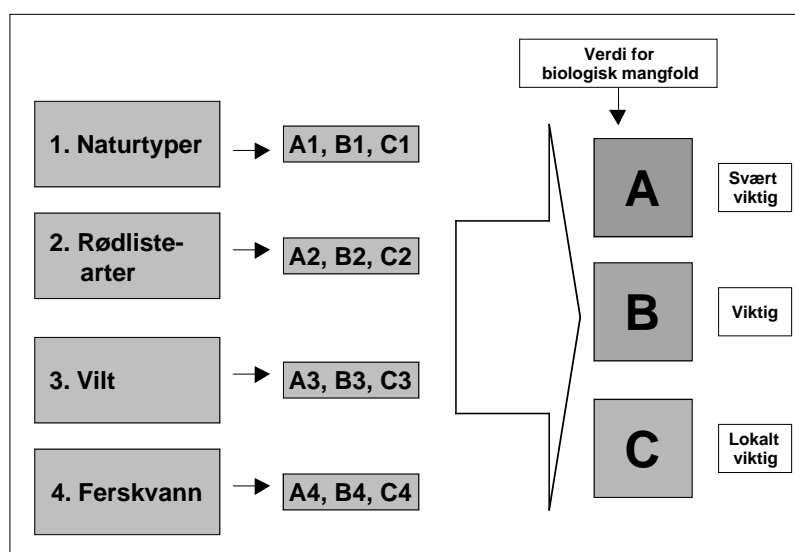 Verdi for
biologisk mangfold
1. Naturtyper
A1, B1, C1
A
Svært
viktig
2. Rødliste-
arter
A2, B2, C2
B
Viktig
3. Vilt
A3, B3, C3
C
Lokalt
viktig
4. Ferskvann
A4, B4, C4